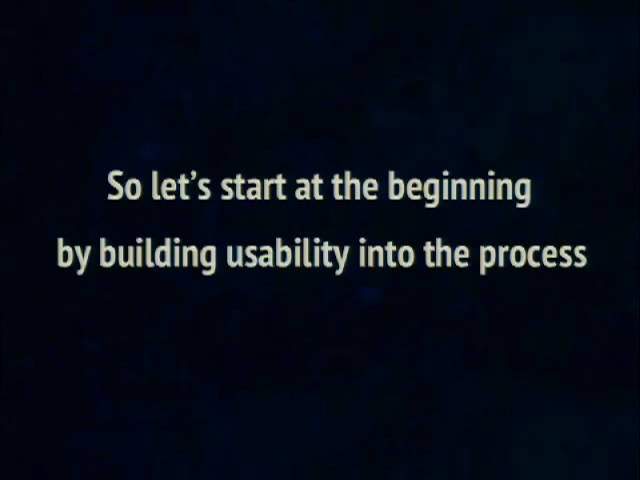 So let’s start at the beginning
by building usability into the process